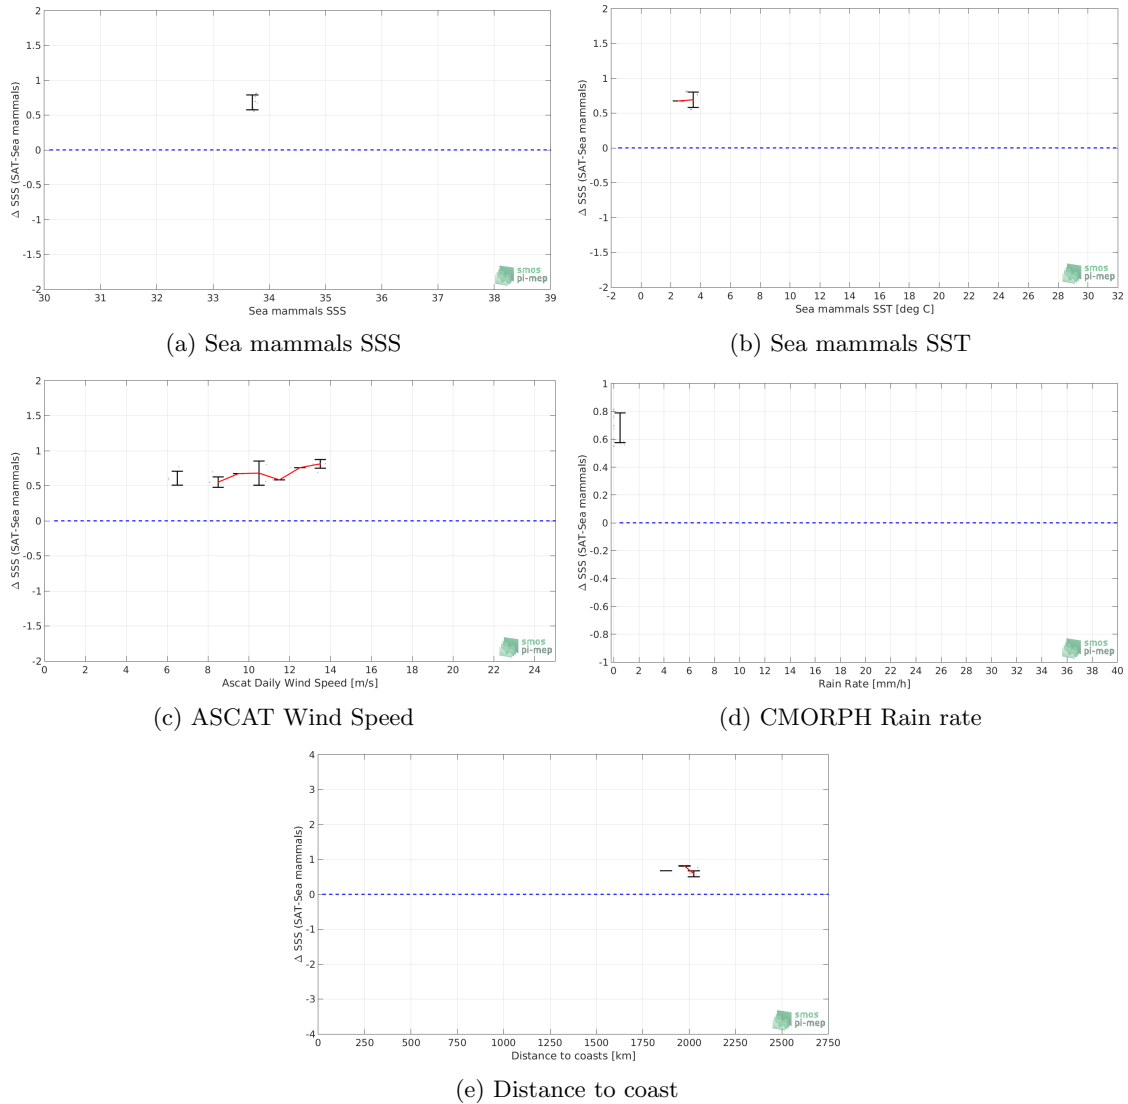 2
1.5
1
0.5
0
-0.5
-1
-1.5
-2
Δ SSS (SAT-Sea mammals)
30 31 32 33 34 35 36 37 38 39
Sea mammals SSS
smos
pi-mep
(a) Sea mammals SSS
2
1.5
1
0.5
0
-0.5
-1
-1.5
-2
Δ SSS (SAT-Sea mammals)
-2 0 2 4 6 8 10 12 14 16 18 20 22 24 26 28 30 32
Sea mammals SST [deg C]
smos
pi-mep
(b) Sea mammals SST
2
1.5
1
0.5
0
-0.5
-1
-1.5
-2
Δ SSS (SAT-Sea mammals)
0 2 4 6 8 10 12 14 16 18 20 22 24
Ascat Daily Wind Speed [m/s]
smos
pi-mep
(c) ASCAT Wind Speed
1
0.8
0.6
0.4
0.2
0
-0.2
-0.4
-0.6
-0.8
-1
Δ SSS (SAT-Sea mammals)
0 2 4 6 8 10 12 14 16 18 20 22 24 26 28 30 32 34 36 38 40
Rain Rate [mm/h]
smos
pi-mep
(d) CMORPH Rain rate
4
3
2
1
0
-1
-2
-3
-4
Δ SSS (SAT-Sea mammals)
0 250 500 750 1000 1250 1500 1750 2000 2250 2500 2750
Distance to coasts [km]
smos
pi-mep
(e) Distance to coast